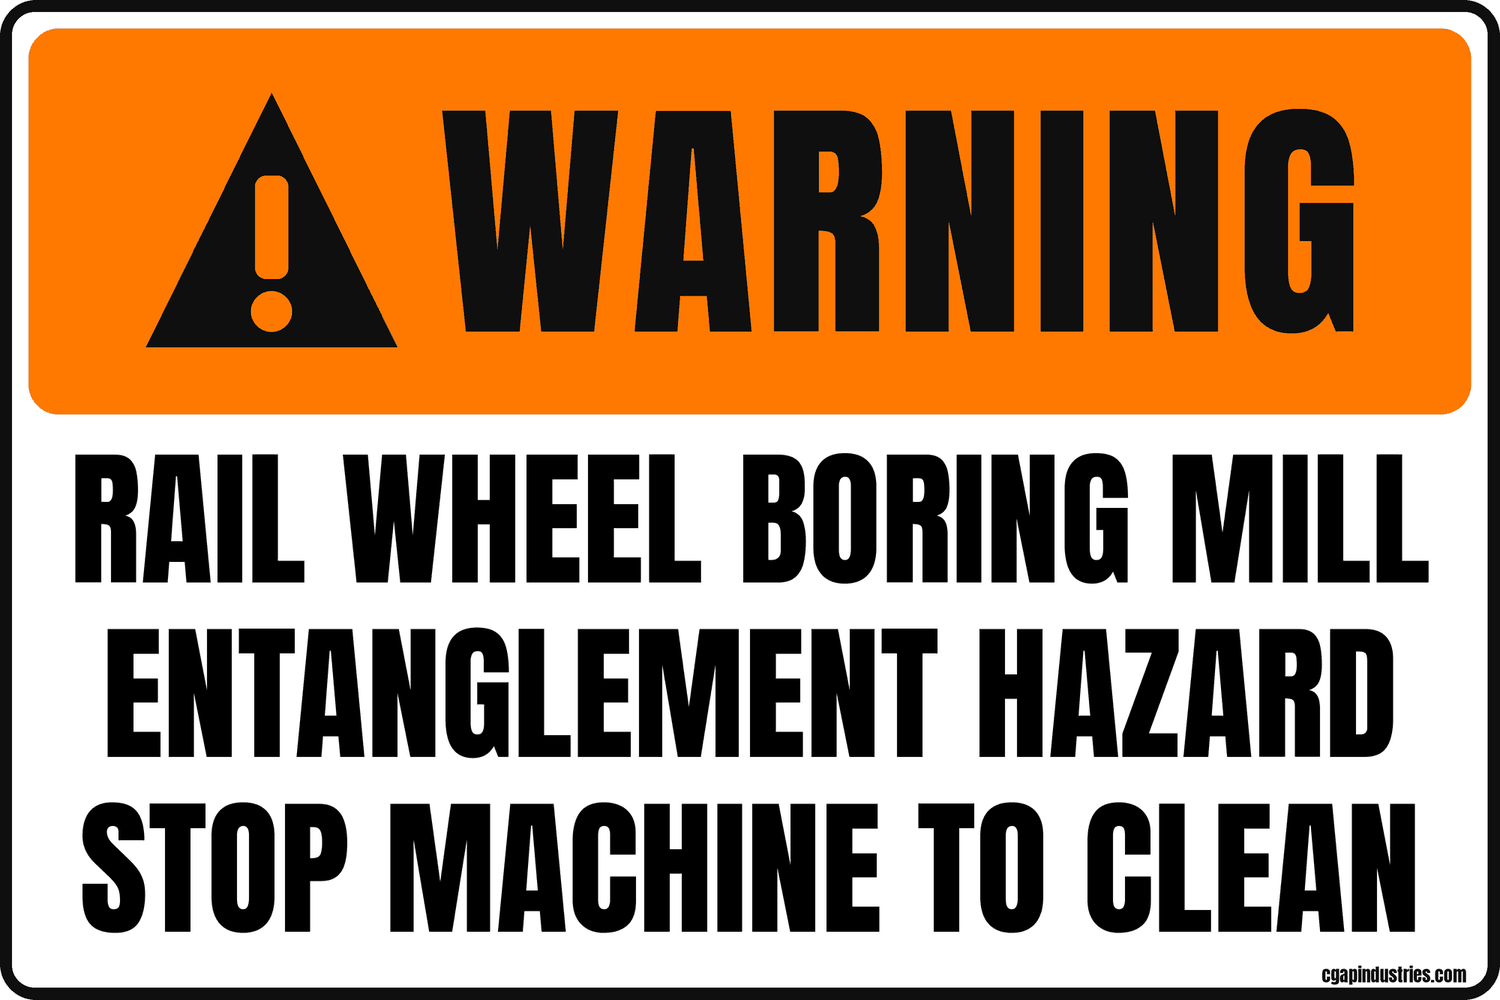 WARNING
RAIL WHEEL BORING MILL
ENTANGLEMENT HAZARD
STOP MACHINE TO CLEAN
cgapindustries.com